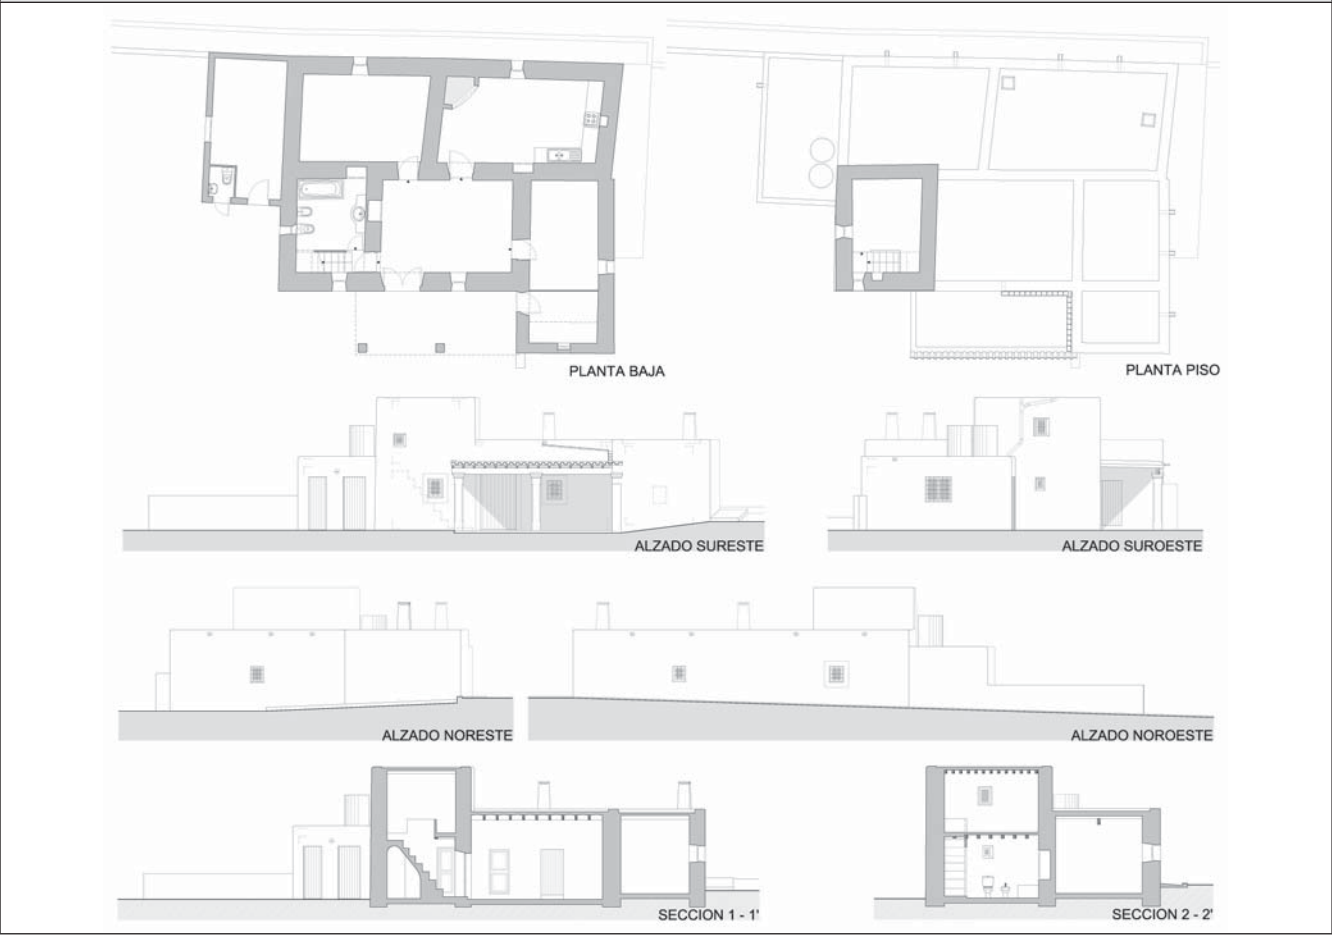 PLANTA BAJA
PLANTA PISO
ALZADO SURESTE
ALZADO SUROESTE
ALZADO NORESTE
ALZADO NOROESTE
SECCION 1 - 1'
SECCION 2 - 2'